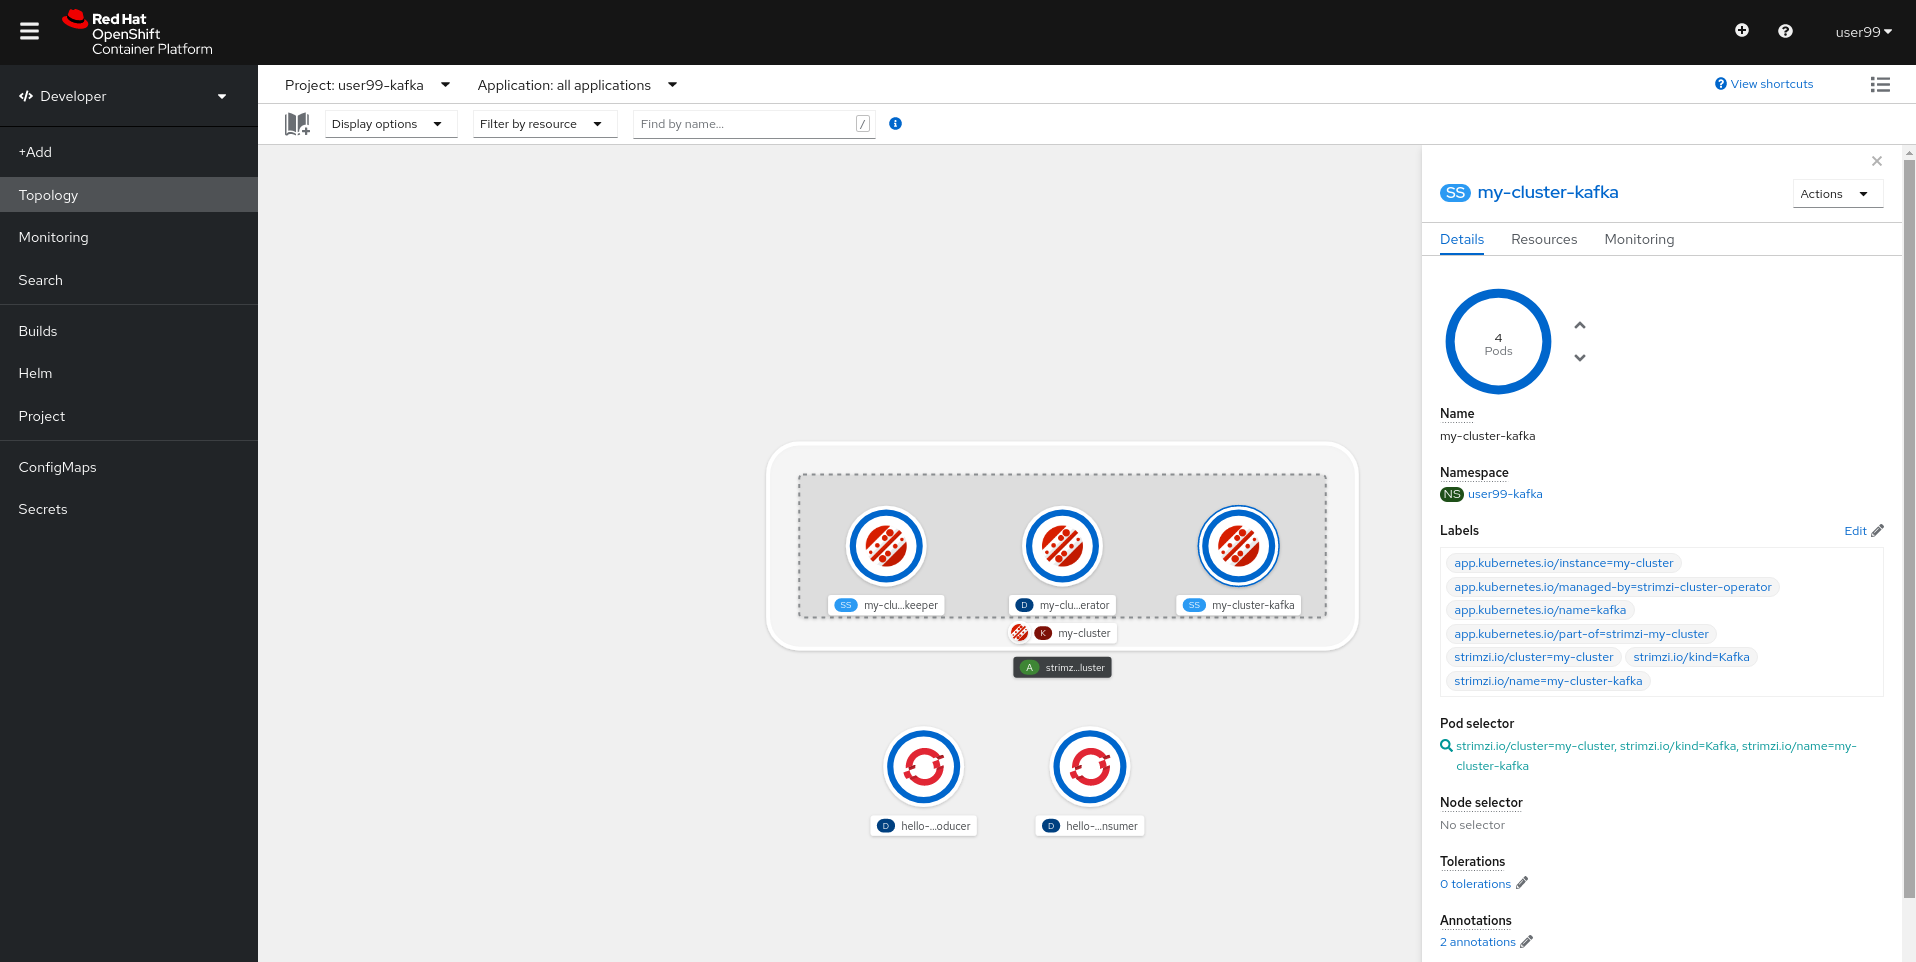 Red Hat
OpenShift
Container Platform
user99
Developer
+Add
Topology
Monitoring
Search
Builds
Helm
Project
ConfigMaps
Secrets
Project: user99-kafka
Application: all applications
View shortcuts
Display options
Filter by resource
Find by name...
/
SS my-clu...keeper
D my-clu...erator
SS my-cluster-kafka
K my-cluster
A strimz...luster
D hello-...oducer
D hello-...nsumer
SS my-cluster-kafka
Actions
Details Resources Monitoring
4
Pods
Name
my-cluster-kafka
Namespace
NS user99-kafka
Labels
Edit
app.kubernetes.io/instance=my-cluster
app.kubernetes.io/managed-by=strimzi-cluster-operator
app.kubernetes.io/name=kafka
app.kubernetes.io/part-of=strimzi-my-cluster
strimzi.io/cluster=my-cluster strimzi.io/kind=Kafka
strimzi.io/name=my-cluster-kafka
Pod selector
strimzi.io/cluster=my-cluster, strimzi.io/kind=Kafka, strimzi.io/name=my-
cluster-kafka
Node selector
No selector
Tolerations
0 tolerations
Annotations
2 annotations